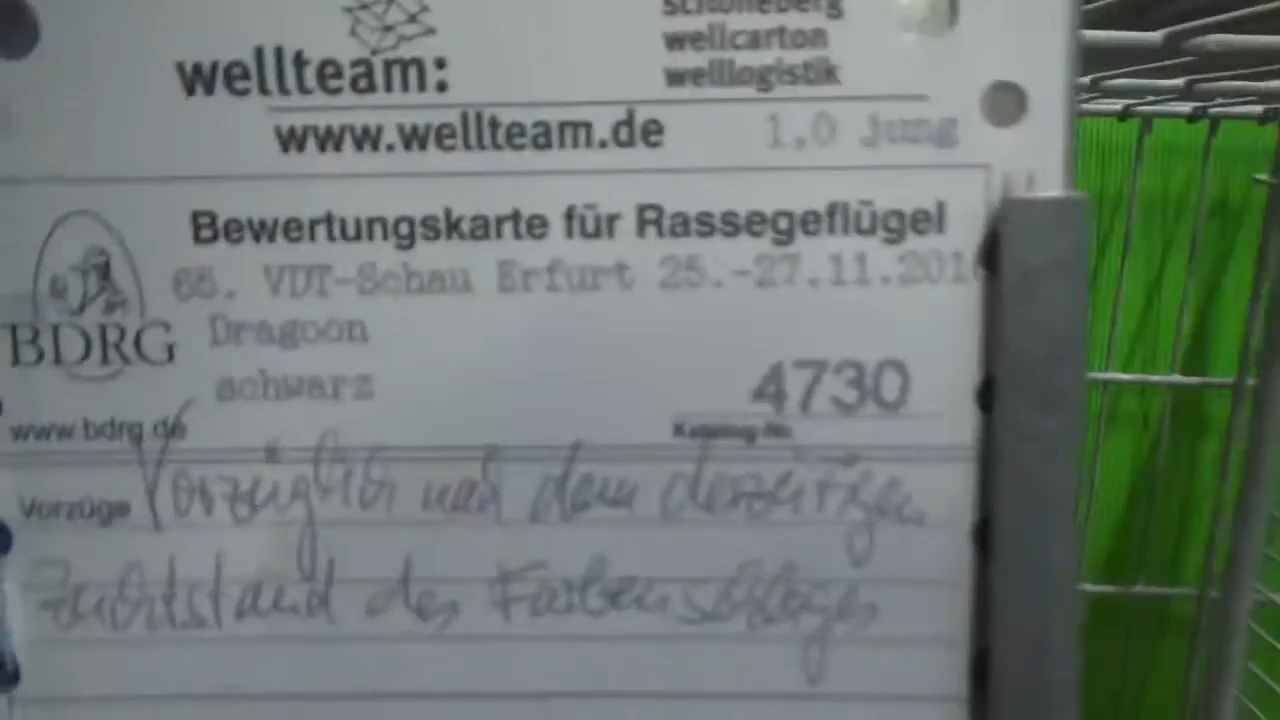 schöneberg
wellcarton
welllogistik
wellteam:
www.wellteam.de
1,0 jung
Bewertungskarte für Rassegeflügel
65. VDT-Schau Erfurt 25.-27.11.2016
BDRG
Dragoon
schwarz
4730
www.bdrg.de
Katalog-Nr.
Vorzüge Vorzüglich nach dem derzeitigen
Zuchtstand des Farbenschlages